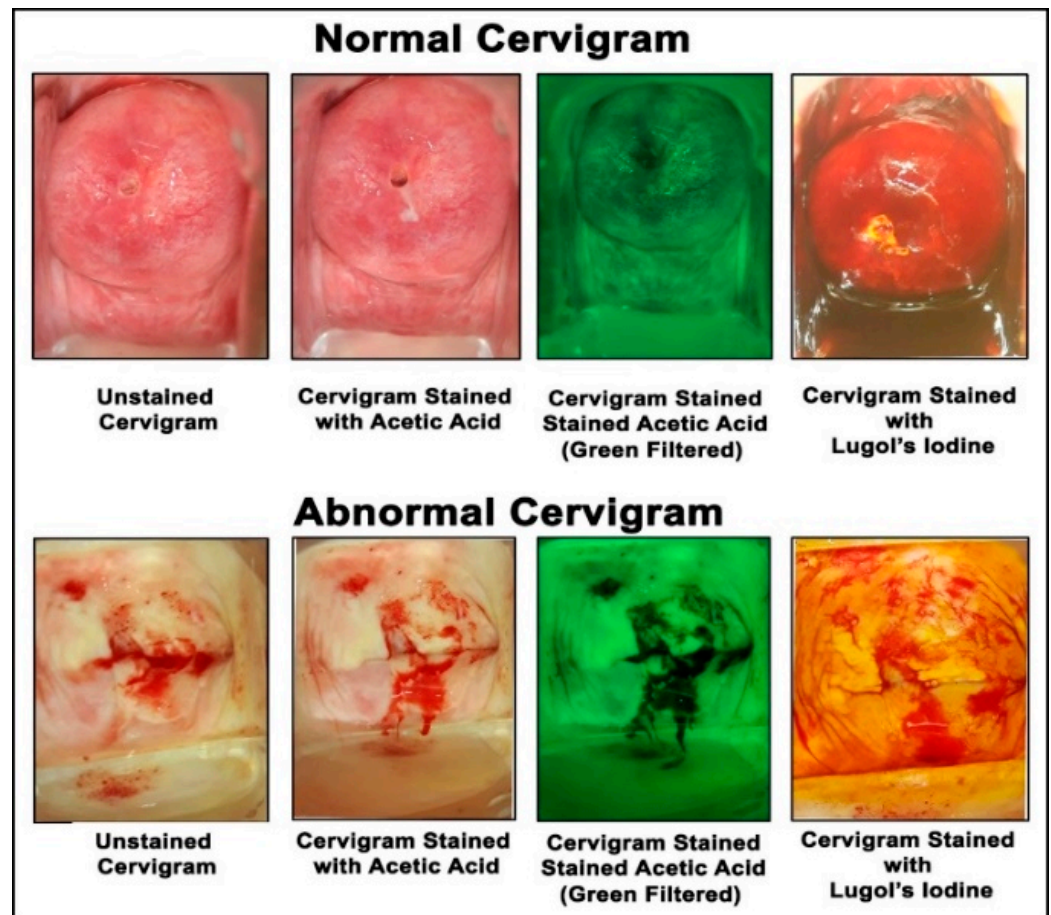 Normal Cervigram
Unstained
Cervigram
Cervigram Stained
with Acetic Acid
Cervigram Stained
Stained Acetic Acid
(Green Filtered)
Cervigram Stained
with
Lugol's Iodine
Abnormal Cervigram
Unstained
Cervigram
Cervigram Stained
with Acetic Acid
Cervigram Stained
Stained Acetic Acid
(Green Filtered)
Cervigram Stained
with
Lugol's Iodine